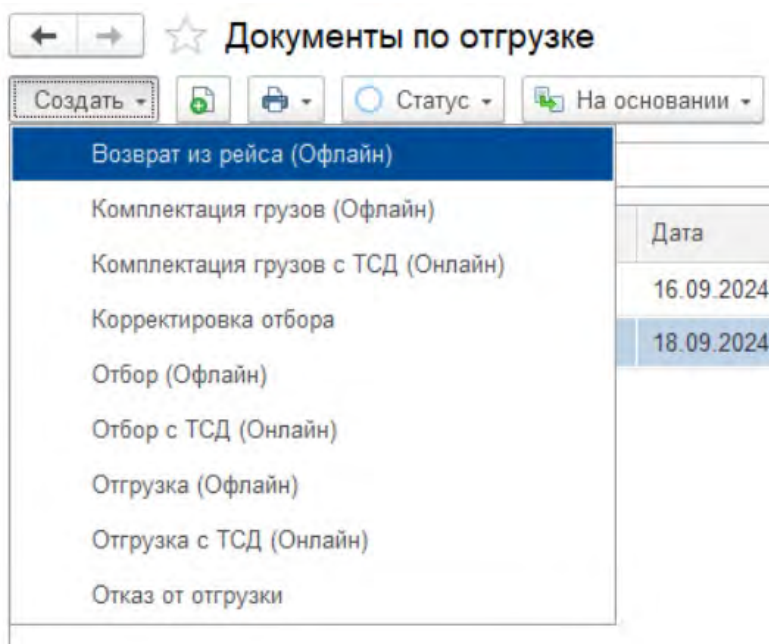 Документы по отгрузке
Создать Статус На основании
Возврат из рейса (Офлайн)
Комплектация грузов (Офлайн)
Дата
Комплектация грузов с ТСД (Онлайн)
16.09.2024
Корректировка отбора
18.09.2024
Отбор (Офлайн)
Отбор с ТСД (Онлайн)
Отгрузка (Офлайн)
Отгрузка с ТСД (Онлайн)
Отказ от отгрузки